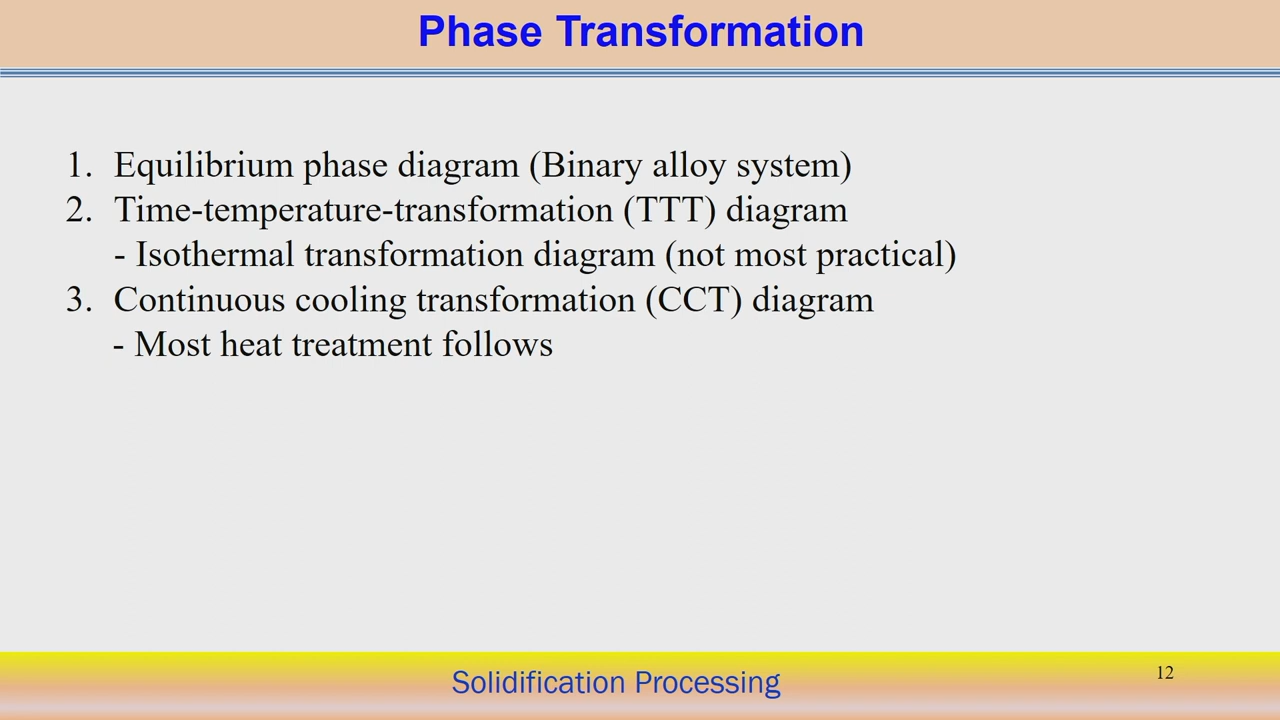 Phase Transformation
1. Equilibrium phase diagram (Binary alloy system)
2. Time-temperature-transformation (TTT) diagram
- Isothermal transformation diagram (not most practical)
3. Continuous cooling transformation (CCT) diagram
- Most heat treatment follows
Solidification Processing
12